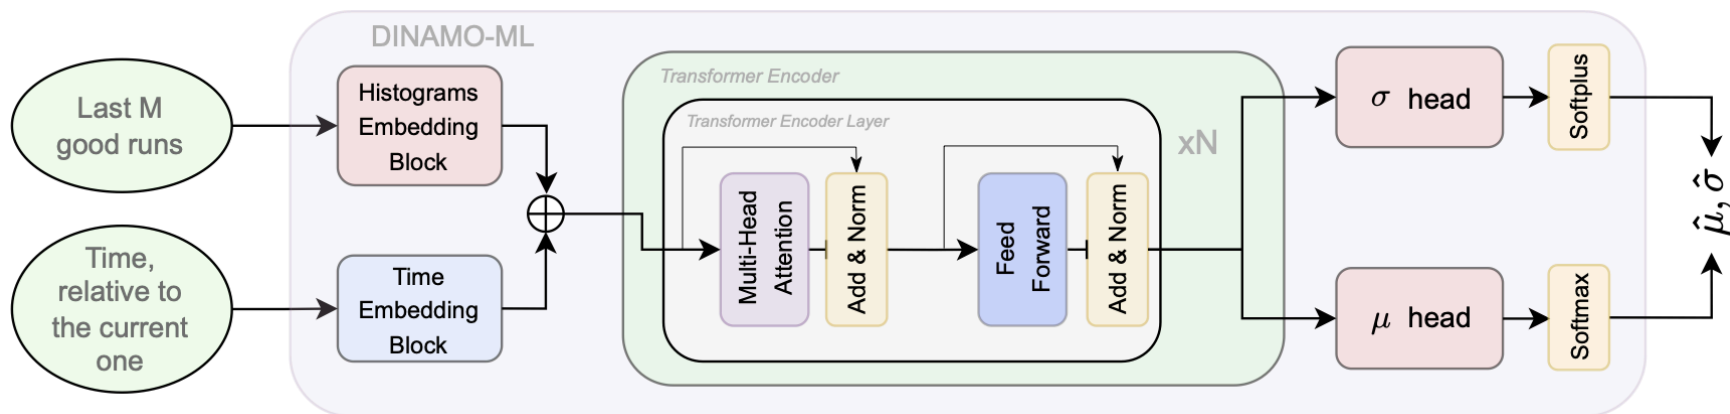 DINAMO-ML
Last M
good runs
Time,
relative to
the current
one
Histograms
Embedding
Block
Time
Embedding
Block
Transformer Encoder
Transformer Encoder Layer
xN
Multi-Head
Attention
Add & Norm
Feed
Forward
Add & Norm
σ head
Softplus
μ head
Softmax
μ̂, σ̂